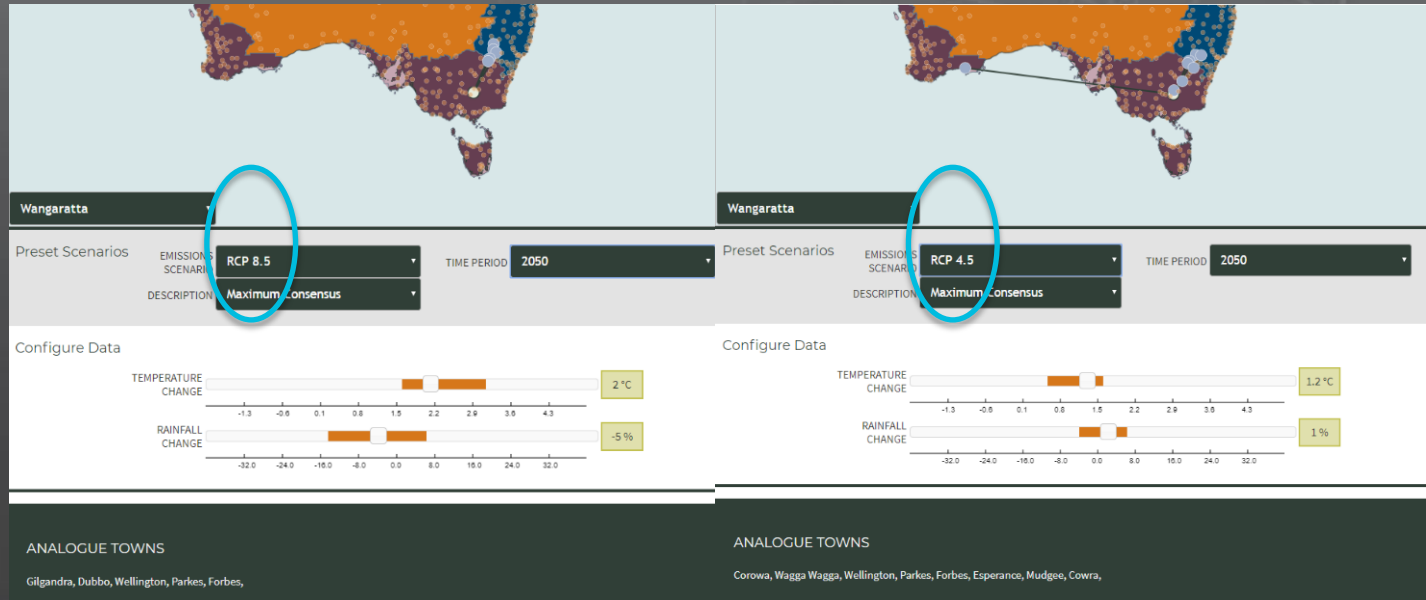 Wangaratta
Preset Scenarios
EMISSIONS
SCENARIO
RCP 8.5
TIME PERIOD
2050
DESCRIPTION
Maximum Consensus
Configure Data
TEMPERATURE
CHANGE
2 °C
-1.3 -0.6 0.1 0.8 1.5 2.2 2.9 3.6 4.3
RAINFALL
CHANGE
-5 %
-32.0 -24.0 -16.0 -8.0 0.0 8.0 16.0 24.0 32.0
ANALOGUE TOWNS
Gilgandra, Dubbo, Wellington, Parkes, Forbes,
Wangaratta
Preset Scenarios
EMISSIONS
SCENARIO
RCP 4.5
TIME PERIOD
2050
DESCRIPTION
Maximum Consensus
Configure Data
TEMPERATURE
CHANGE
1.2 °C
-1.3 -0.6 0.1 0.8 1.5 2.2 2.9 3.6 4.3
RAINFALL
CHANGE
1 %
-32.0 -24.0 -16.0 -8.0 0.0 8.0 16.0 24.0 32.0
ANALOGUE TOWNS
Corowa, Wagga Wagga, Wellington, Parkes, Forbes, Esperance, Mudgee, Cowra,